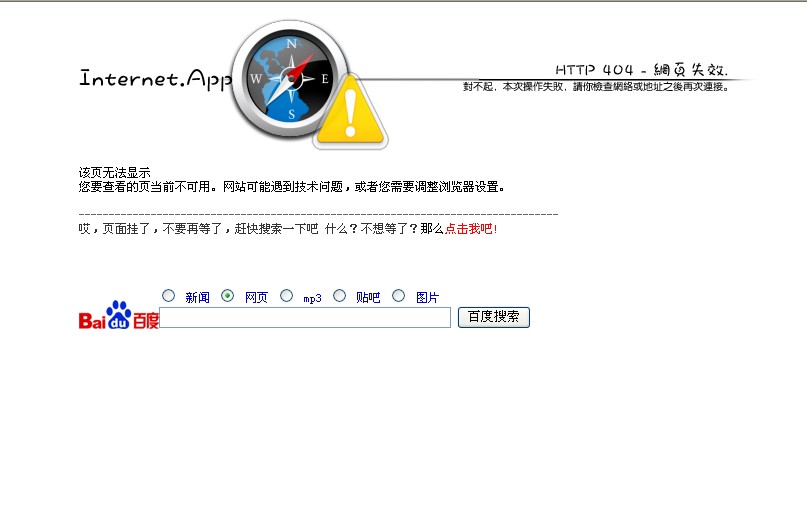 Internet.App
N
W
E
S
HTTP 404 - 網頁失效.
封不起, 本次操作失敗, 請你檢查網絡或地址之後再次連接。
该页无法显示
您要查看的页当前不可用。网站可能遇到技术问题，或者您需要调整浏览器设置。
--------------------------------------------------------------------------------
哎，页面挂了，不要再等了，赶快搜索一下吧 什么？不想等了？那么点击我吧!
新闻 网页 mp3 贴吧 图片
Bai du 百度
百度搜索